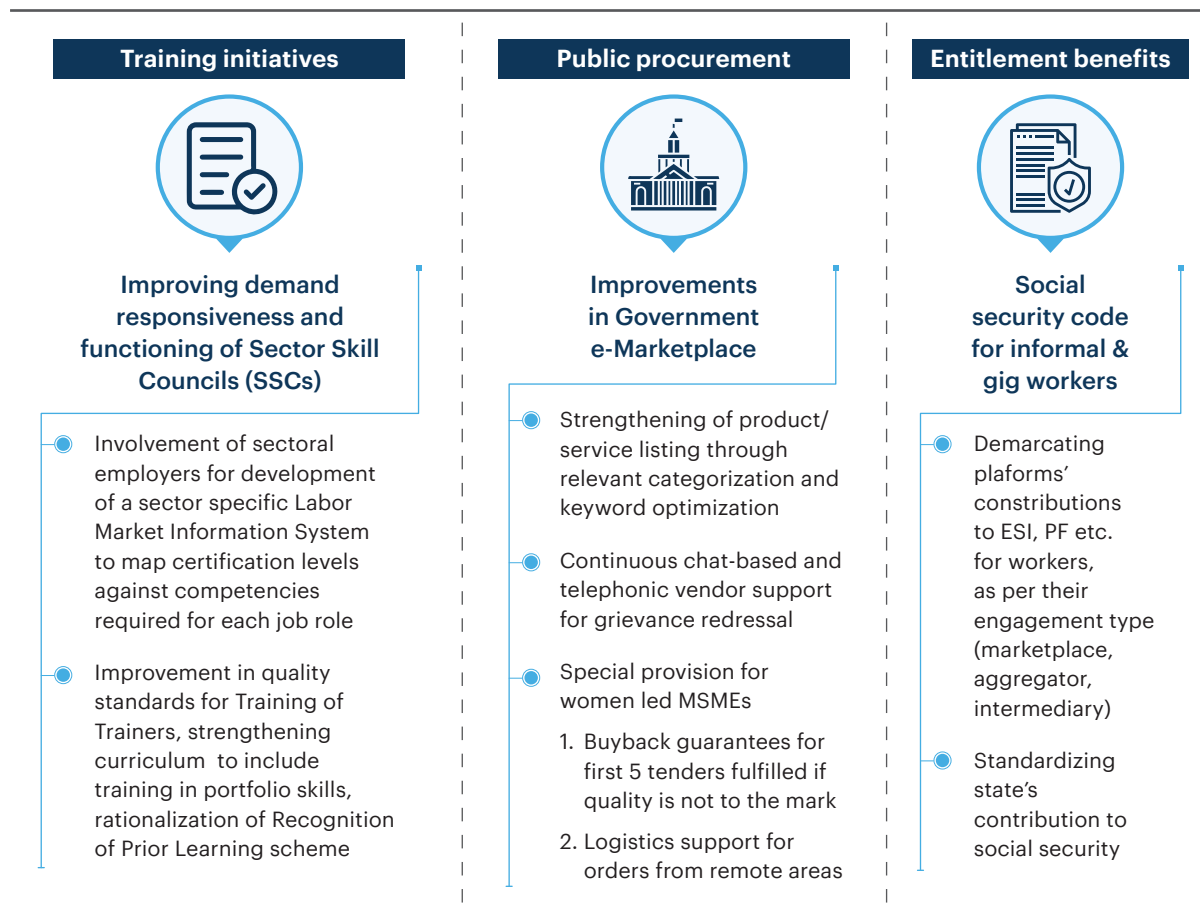 Training initiatives
Improving demand
responsiveness and
functioning of Sector Skill
Councils (SSCs)
Involvement of sectoral
employers for development
of a sector specific Labor
Market Information System
to map certification levels
against competencies
required for each job role
Improvement in quality
standards for Training of
Trainers, strengthening
curriculum to include
training in portfolio skills,
rationalization of Recognition
of Prior Learning scheme
Public procurement
Improvements
in Government
e-Marketplace
Strengthening of product/
service listing through
relevant categorization and
keyword optimization
Continuous chat-based and
telephonic vendor support
for grievance redressal
Special provision for
women led MSMEs
1. Buyback guarantees for
first 5 tenders fulfilled if
quality is not to the mark
2. Logistics support for
orders from remote areas
Entitlement benefits
Social
security code
for informal &
gig workers
Demarcating
plaforms’
constributions
to ESI, PF etc.
for workers,
as per their
engagement type
(marketplace,
aggregator,
intermediary)
Standardizing
state’s
contribution to
social security